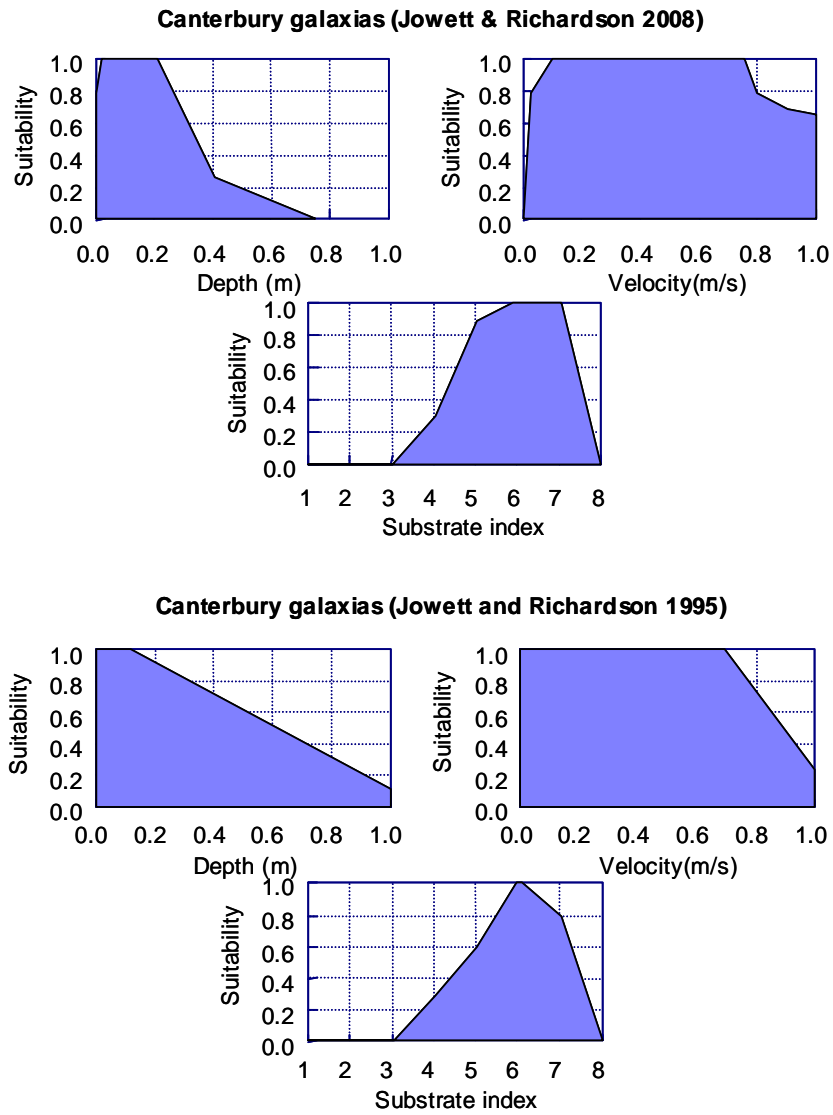 Canterbury galaxias (Jowett & Richardson 2008)
Suitability
1.0
0.8
0.6
0.4
0.2
0.0
0.0 0.2 0.4 0.6 0.8 1.0
Depth (m)
Suitability
1.0
0.8
0.6
0.4
0.2
0.0
0.0 0.2 0.4 0.6 0.8 1.0
Velocity(m/s)
Suitability
1.0
0.8
0.6
0.4
0.2
0.0
1 2 3 4 5 6 7 8
Substrate index
Canterbury galaxias (Jowett and Richardson 1995)
Suitability
1.0
0.8
0.6
0.4
0.2
0.0
0.0 0.2 0.4 0.6 0.8 1.0
Depth (m)
Suitability
1.0
0.8
0.6
0.4
0.2
0.0
0.0 0.2 0.4 0.6 0.8 1.0
Velocity(m/s)
Suitability
1.0
0.8
0.6
0.4
0.2
0.0
1 2 3 4 5 6 7 8
Substrate index